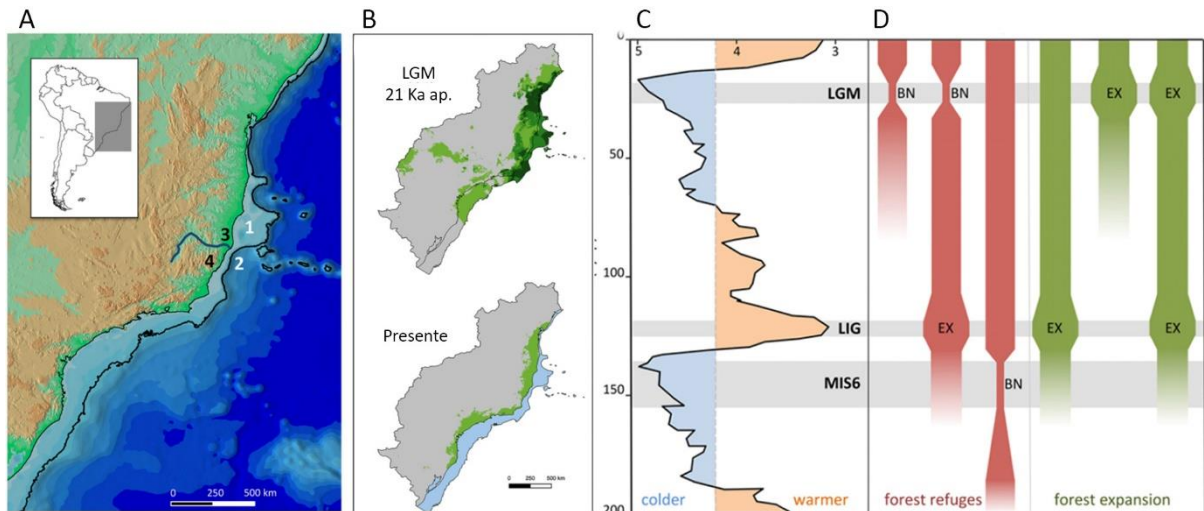 A
1
2
3
4
0 250 500 km
B
LGM
21 Ka ap.
Presente
0 250 500 km
C
5 4 3
0
50
100
150
200
LGM
LIG
MIS6
colder
warmer
D
BN BN EX EX
EX EX EX
BN
forest refuges
forest expansion